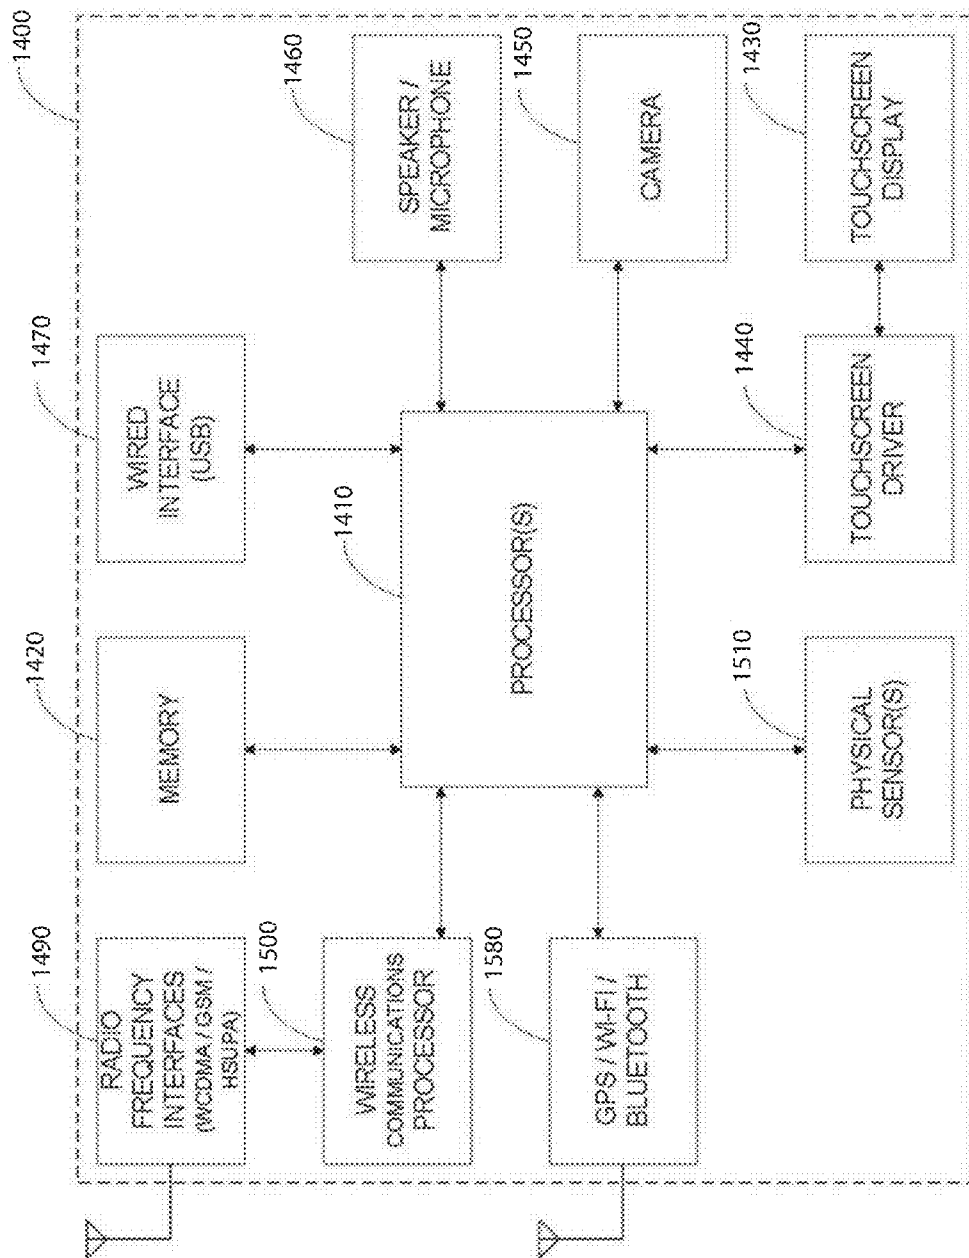 1400
1490
RADIO
FREQUENCY
INTERFACES
(WCDMA / GSM /
HSUPA)
1420
MEMORY
1470
WIRED
INTERFACE
(USB)
1460
SPEAKER /
MICROPHONE
1500
WIRELESS
COMMUNICATIONS
PROCESSOR
1410
PROCESSOR(S)
1450
CAMERA
1580
GPS / WI-FI /
BLUETOOTH
1510
PHYSICAL
SENSOR(S)
1440
TOUCHSCREEN
DRIVER
1430
TOUCHSCREEN
DISPLAY